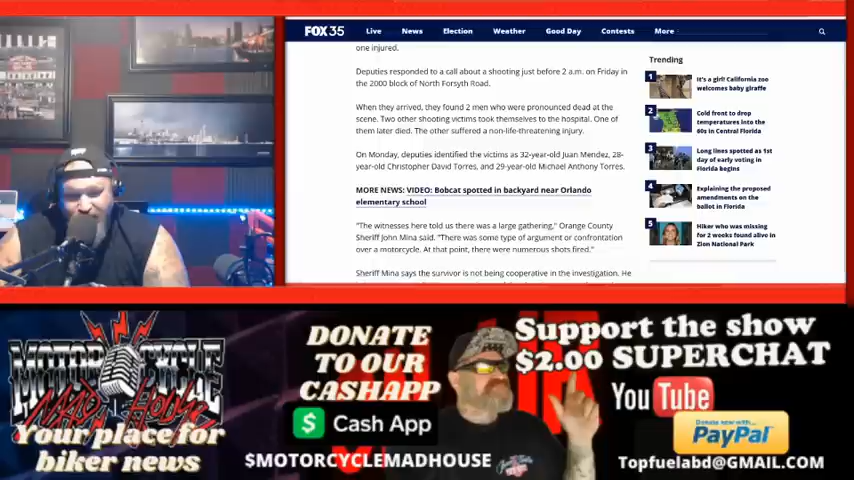 FOX 35
Live
News
Election
Weather
Good Day
Contests
More
one injured.
Deputies responded to a call about a shooting just before 2 a.m. on Friday in
the 2000 block of North Forsyth Road.
When they arrived, they found 2 men who were pronounced dead at the
scene. Two other shooting victims took themselves to the hospital. One of
them later died. The other suffered a non-life-threatening injury.
On Monday, deputies identified the victims as 32-year-old Juan Mendez, 28-
year-old Christopher David Torres, and 29-year-old Michael Anthony Torres.
MORE NEWS: VIDEO: Bobcat spotted in backyard near Orlando
elementary school
"The witnesses here told us there was a large gathering," Orange County
Sheriff John Mina said. "There was some type of argument or confrontation
over a motorcycle. At that point, there were numerous shots fired."
Sheriff Mina says the survivor is not being cooperative in the investigation. He
Trending
1
It's a girl! California zoo
welcomes baby giraffe
2
Cold front to drop
temperatures into the
60s in Central Florida
3
Long lines spotted as 1st
day of early voting in
Florida begins
4
Explaining the proposed
amendments on the
ballot in Florida
5
Hiker who was missing
for 2 weeks found alive in
Zion National Park
MOTORCYCLE
MAD HOUSE
Your place for
biker news
DONATE
TO OUR
CASHAPP
$ Cash App
$MOTORCYCLEMADHOUSE
Support the show
$2.00 SUPERCHAT
YouTube
Donate now with...
PayPal
Topfuelabd@GMAIL.COM